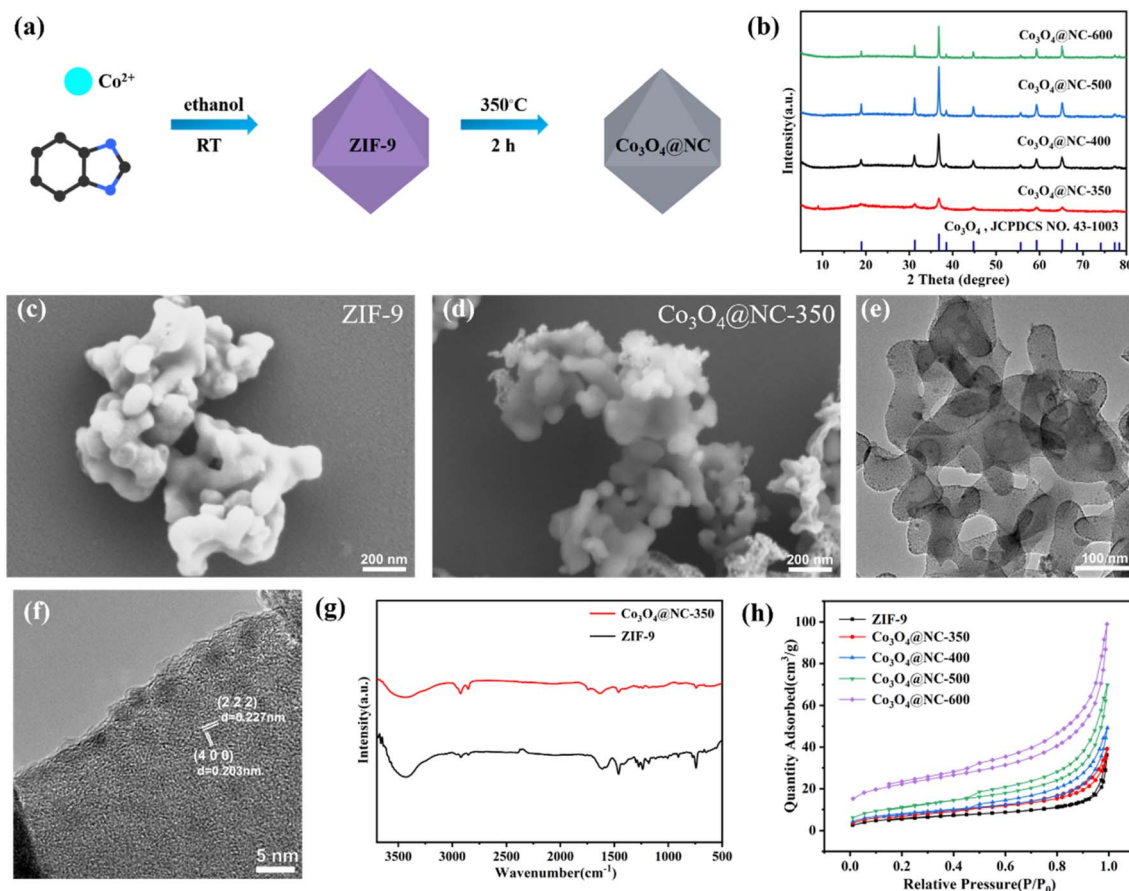 (a)
Co²⁺
ethanol
RT
ZIF-9
350°C
2 h
Co₃O₄@NC
(b)
Intensity(a.u.)
Co₃O₄@NC-600
Co₃O₄@NC-500
Co₃O₄@NC-400
Co₃O₄@NC-350
Co₃O₄ , JCPDCS NO. 43-1003
10 20 30 40 50 60 70 80
2 Theta (degree)
(c)
ZIF-9
200 nm
(d)
Co₃O₄@NC-350
200 nm
(e)
100 nm
(f)
(2 2 2)
d=0.227nm
(4 0 0)
d=0.203nm
5 nm
(g)
Intensity(a.u.)
Co₃O₄@NC-350
ZIF-9
3500 3000 2500 2000 1500 1000 500
Wavenumber(cm⁻¹)
(h)
Quantity Adsorbed(cm³/g)
100
80
60
40
20
0
ZIF-9
Co₃O₄@NC-350
Co₃O₄@NC-400
Co₃O₄@NC-500
Co₃O₄@NC-600
0.0 0.2 0.4 0.6 0.8 1.0
Relative Pressure(P/P₀)